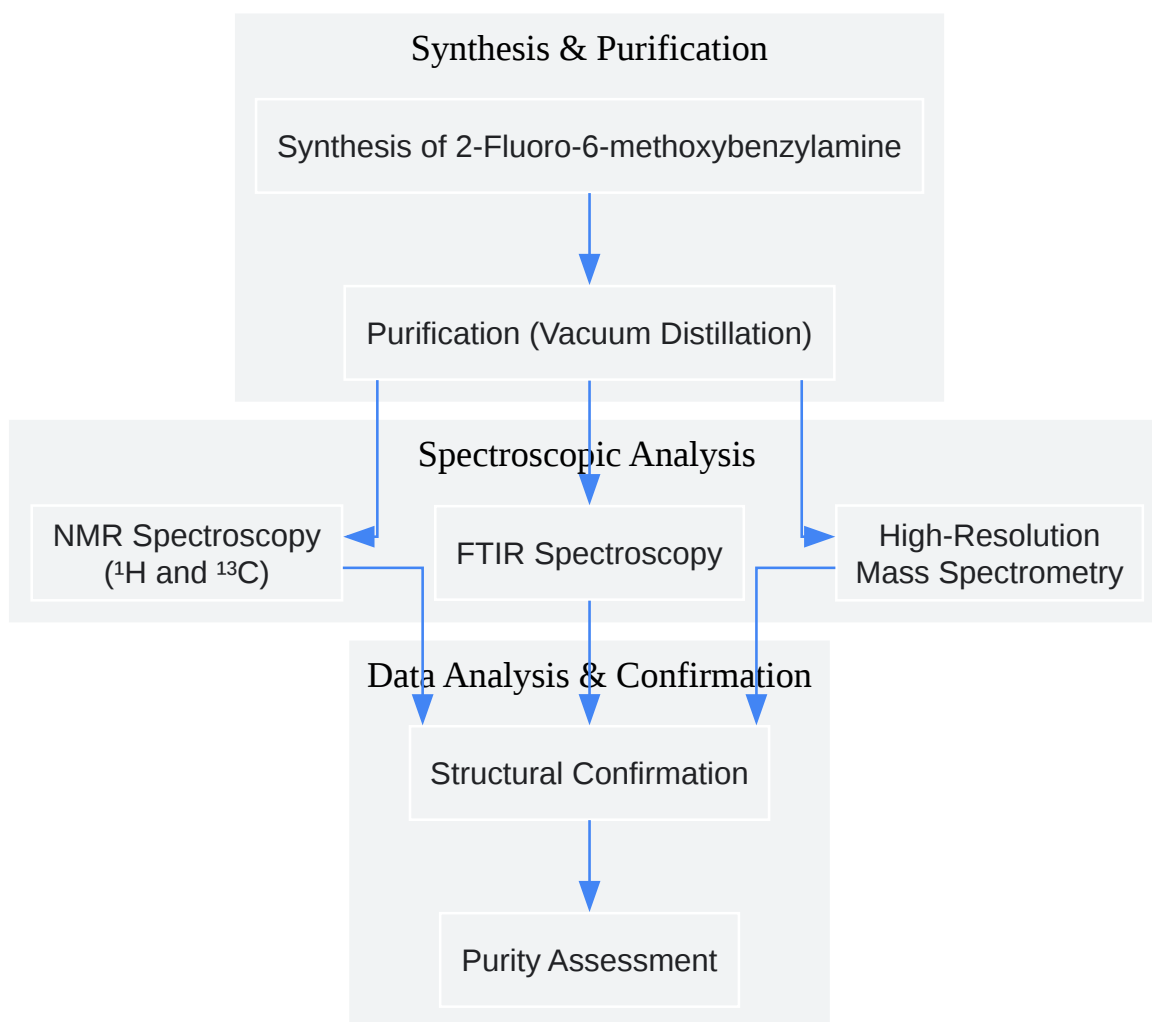 Synthesis & Purification
Synthesis of 2-Fluoro-6-methoxybenzylamine
Purification (Vacuum Distillation)
Spectroscopic Analysis
NMR Spectroscopy
(¹H and ¹³C)
FTIR Spectroscopy
High-Resolution
Mass Spectrometry
Data Analysis & Confirmation
Structural Confirmation
Purity Assessment